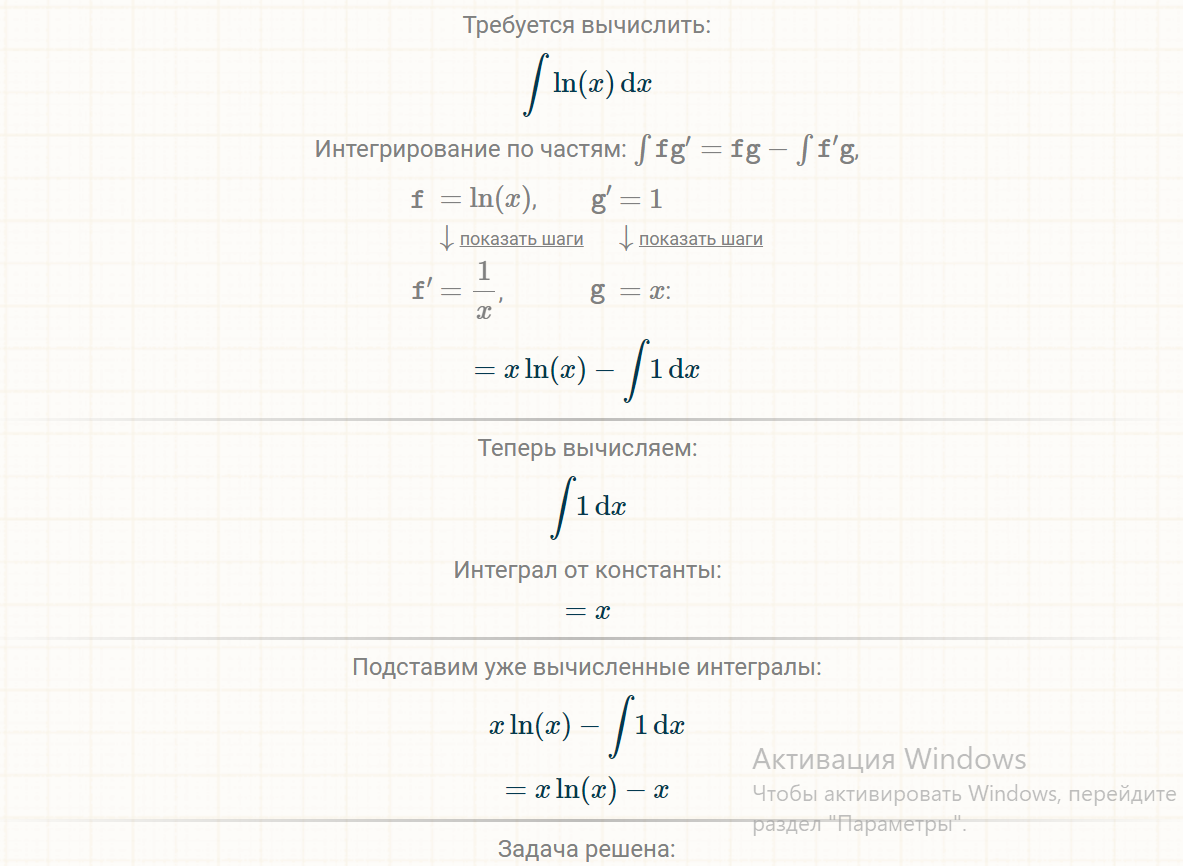 Требуется вычислить:
∫ ln(x) dx
Интегрирование по частям: ∫ fg′ = fg − ∫ f′g,
f = ln(x), g′ = 1
↓ показать шаги ↓ показать шаги
f′ = 1/x, g = x:
= x ln(x) − ∫ 1 dx
Теперь вычисляем:
∫ 1 dx
Интеграл от константы:
= x
Подставим уже вычисленные интегралы:
x ln(x) − ∫ 1 dx
= x ln(x) − x
Активация Windows
Чтобы активировать Windows, перейдите
раздел "Параметры".
Задача решена: